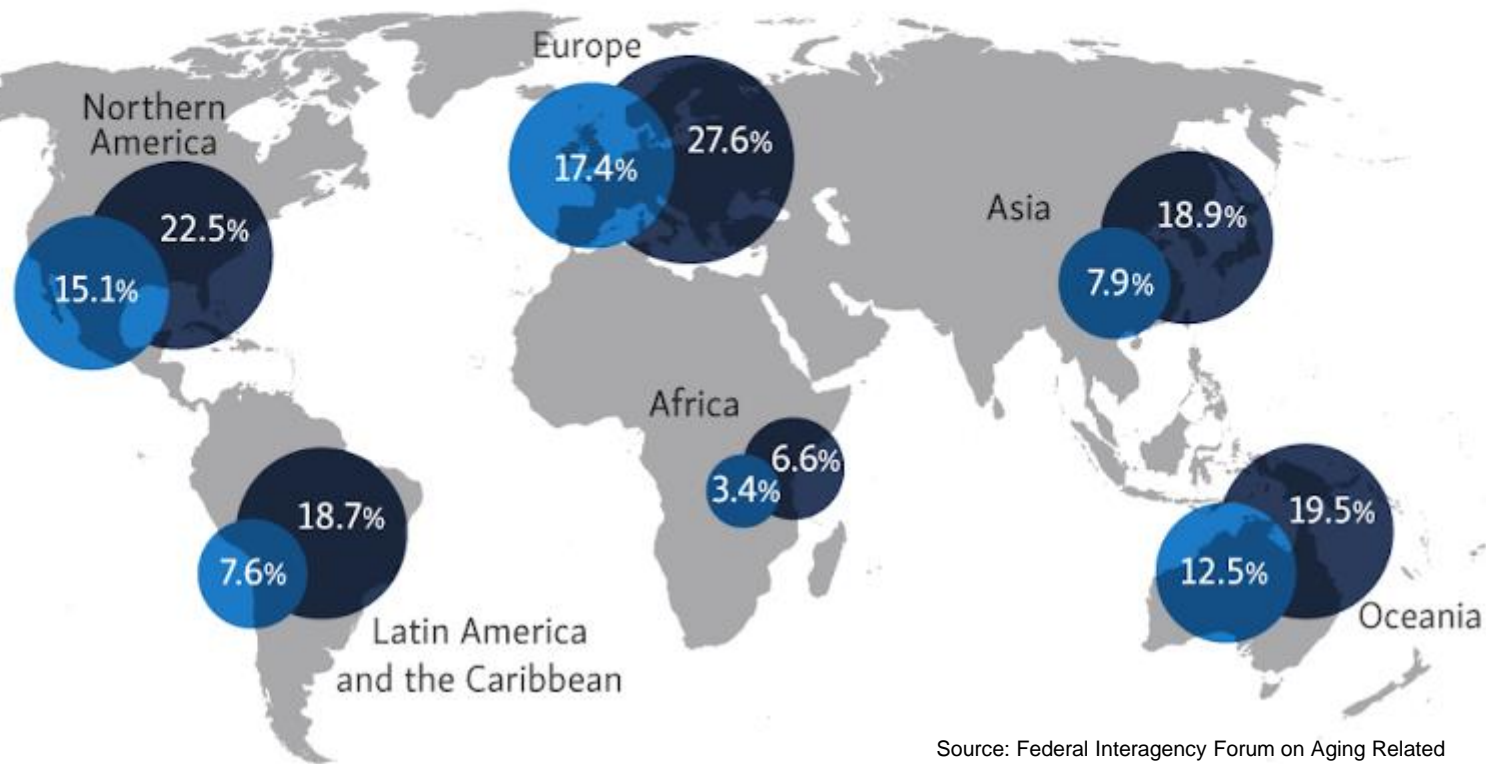 Europe
27.6%
17.4%
Northern
America
22.5%
15.1%
Asia
18.9%
7.9%
Africa
6.6%
3.4%
18.7%
7.6%
Latin America
and the Caribbean
19.5%
12.5%
Oceania
Source: Federal Interagency Forum on Aging Related